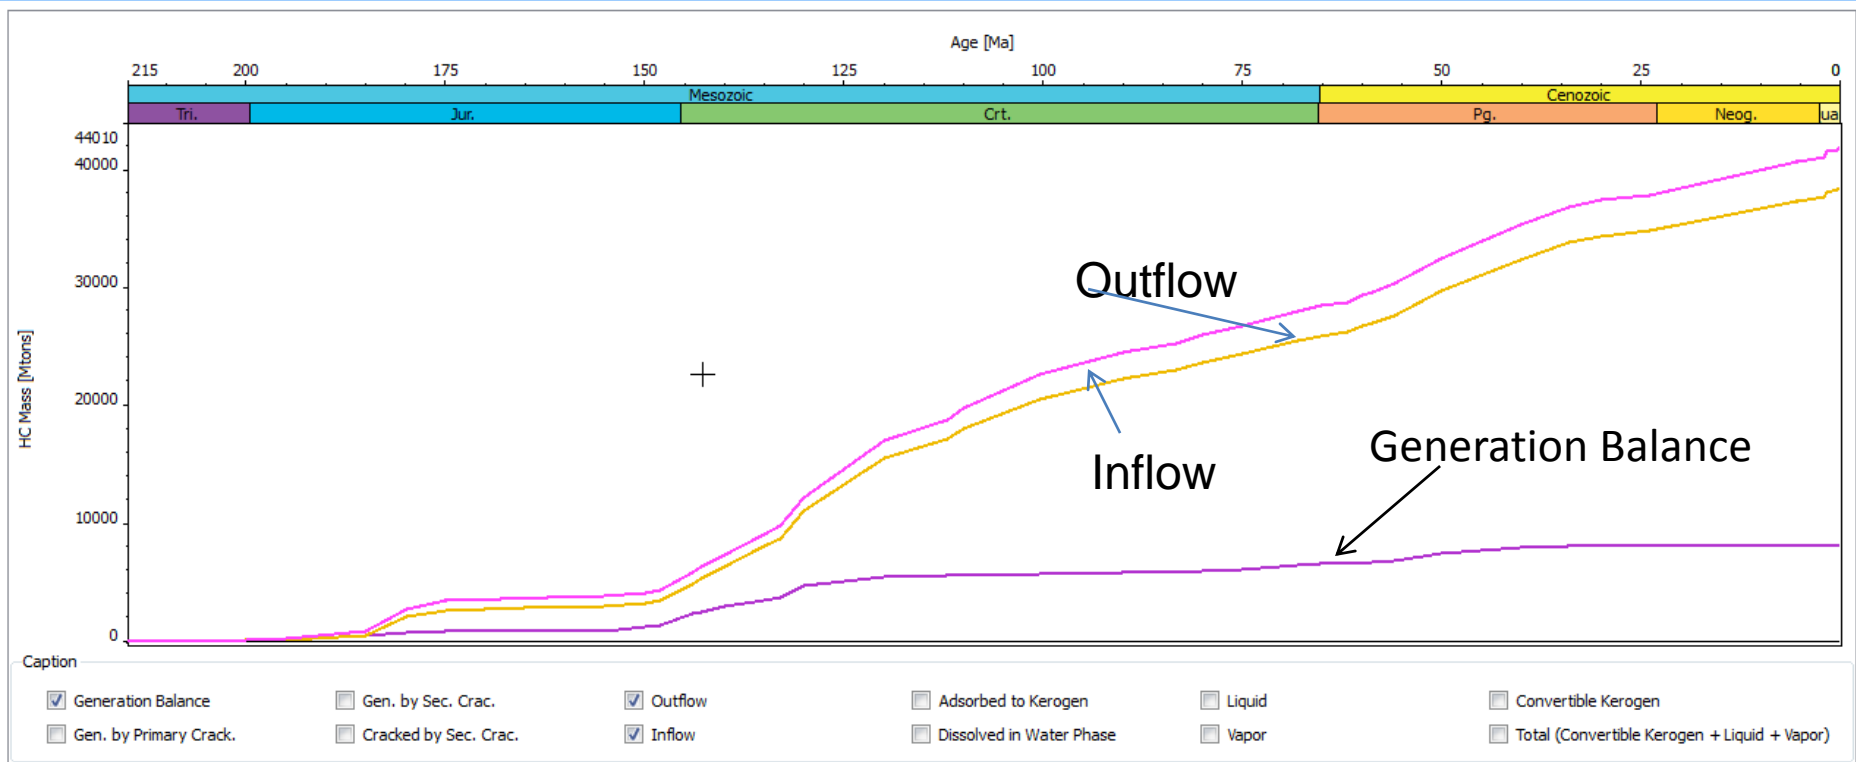 Age [Ma]
215 200 175 150 125 100 75 50 25 0
Mesozoic Cenozoic
Tri. Jur. Crt. Pg. Neog. ua
44010
40000
30000
20000
10000
0
HC Mass [Mtons]
Outflow
Inflow
Generation Balance
Caption
Generation Balance Gen. by Sec. Crac. Outflow Adsorbed to Kerogen Liquid Convertible Kerogen
Gen. by Primary Crack. Cracked by Sec. Crac. Inflow Dissolved in Water Phase Vapor Total (Convertible Kerogen + Liquid + Vapor)